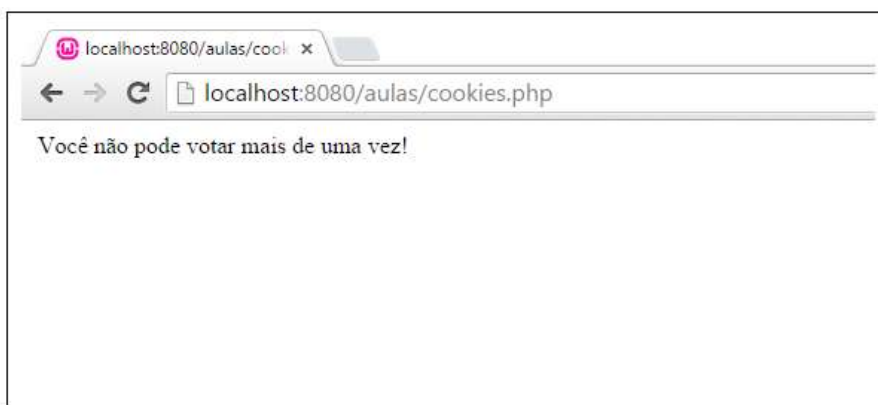 localhost:8080/aulas/cook
localhost:8080/aulas/cookies.php
Você não pode votar mais de uma vez!